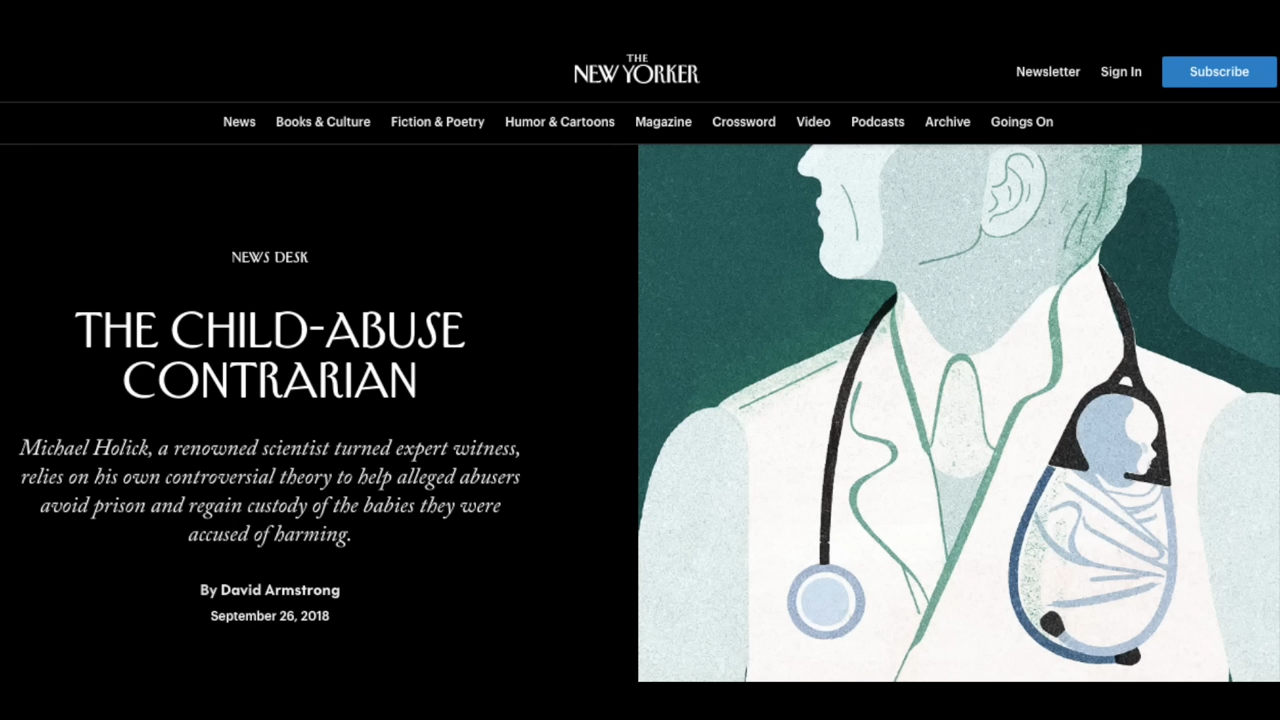 THE
NEW YORKER
Newsletter Sign In Subscribe
News Books & Culture Fiction & Poetry Humor & Cartoons Magazine Crossword Video Podcasts Archive Goings On
NEWS DESK
THE CHILD-ABUSE
CONTRARIAN
Michael Holick, a renowned scientist turned expert witness,
relies on his own controversial theory to help alleged abusers
avoid prison and regain custody of the babies they were
accused of harming.
By David Armstrong
September 26, 2018